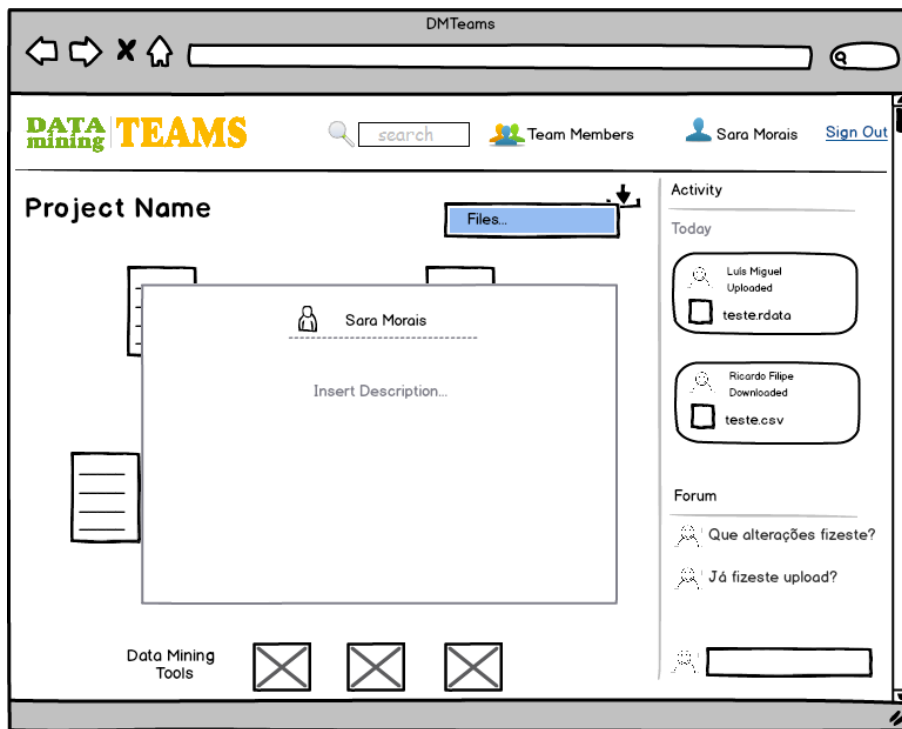 DMTeams
DATA mining TEAMS
search
Team Members
Sara Morais
Sign Out
Project Name
Files...
Sara Morais
Insert Description...
Data Mining
Tools
Activity
Today
Luís Miguel
Uploaded
teste.rdata
Ricardo Filipe
Downloaded
teste.csv
Forum
Que alterações fizeste?
Já fizeste upload?